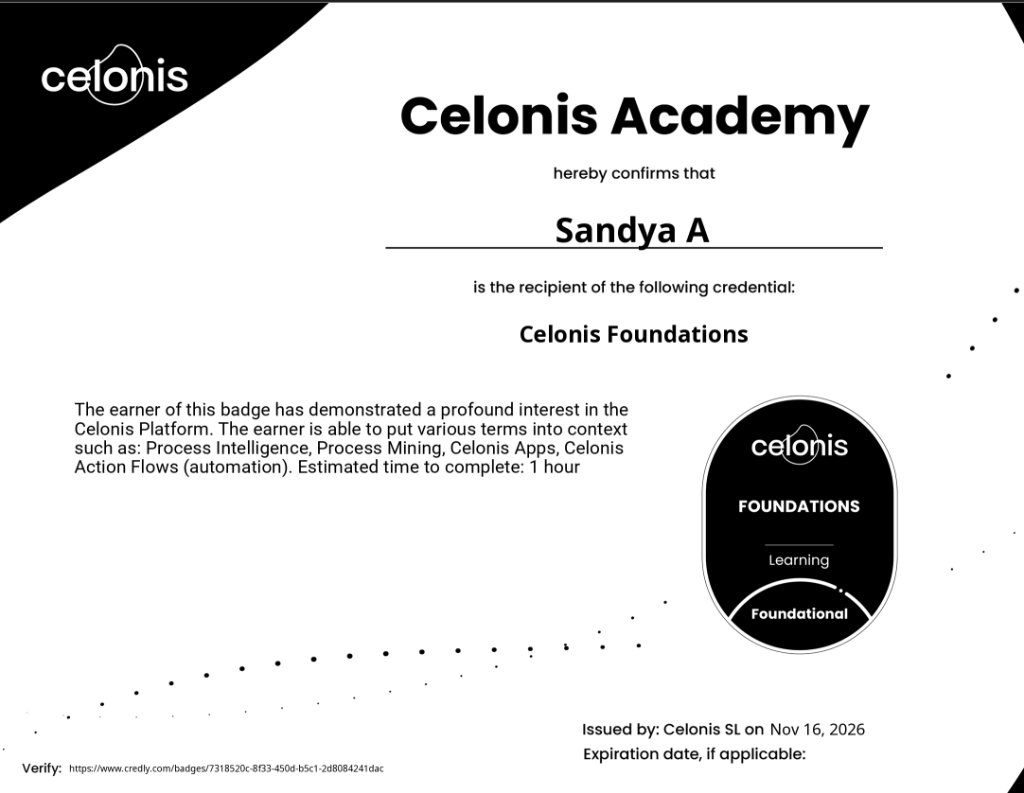 celonis
Celonis Academy
hereby confirms that
Sandya A
is the recipient of the following credential:
Celonis Foundations
The earner of this badge has demonstrated a profound interest in the
Celonis Platform. The earner is able to put various terms into context
such as: Process Intelligence, Process Mining, Celonis Apps, Celonis
Action Flows (automation). Estimated time to complete: 1 hour
celonis
FOUNDATIONS
Learning
Foundational
Issued by: Celonis SL on Nov 16, 2026
Expiration date, if applicable:
Verify: https://www.credly.com/badges/7318520c-8f33-450d-b5c1-2d8084241dac